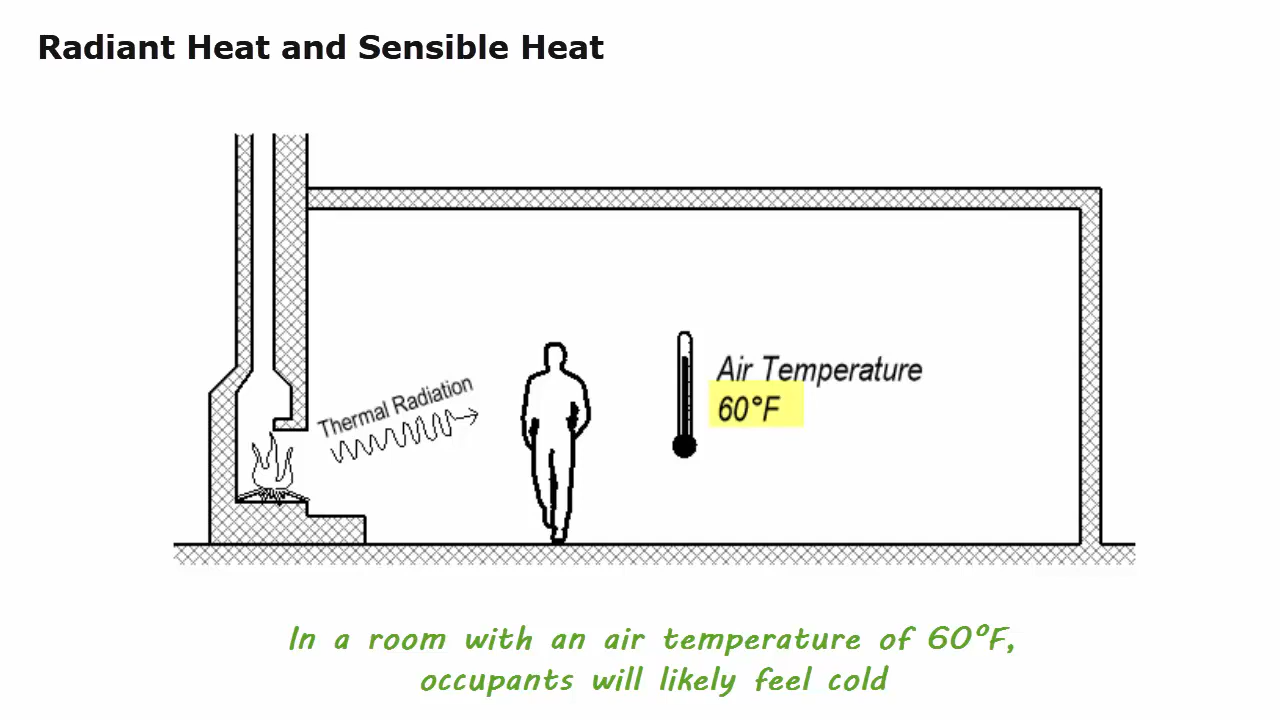 Radiant Heat and Sensible Heat
Thermal Radiation
Air Temperature
60°F
In a room with an air temperature of 60°F,
occupants will likely feel cold